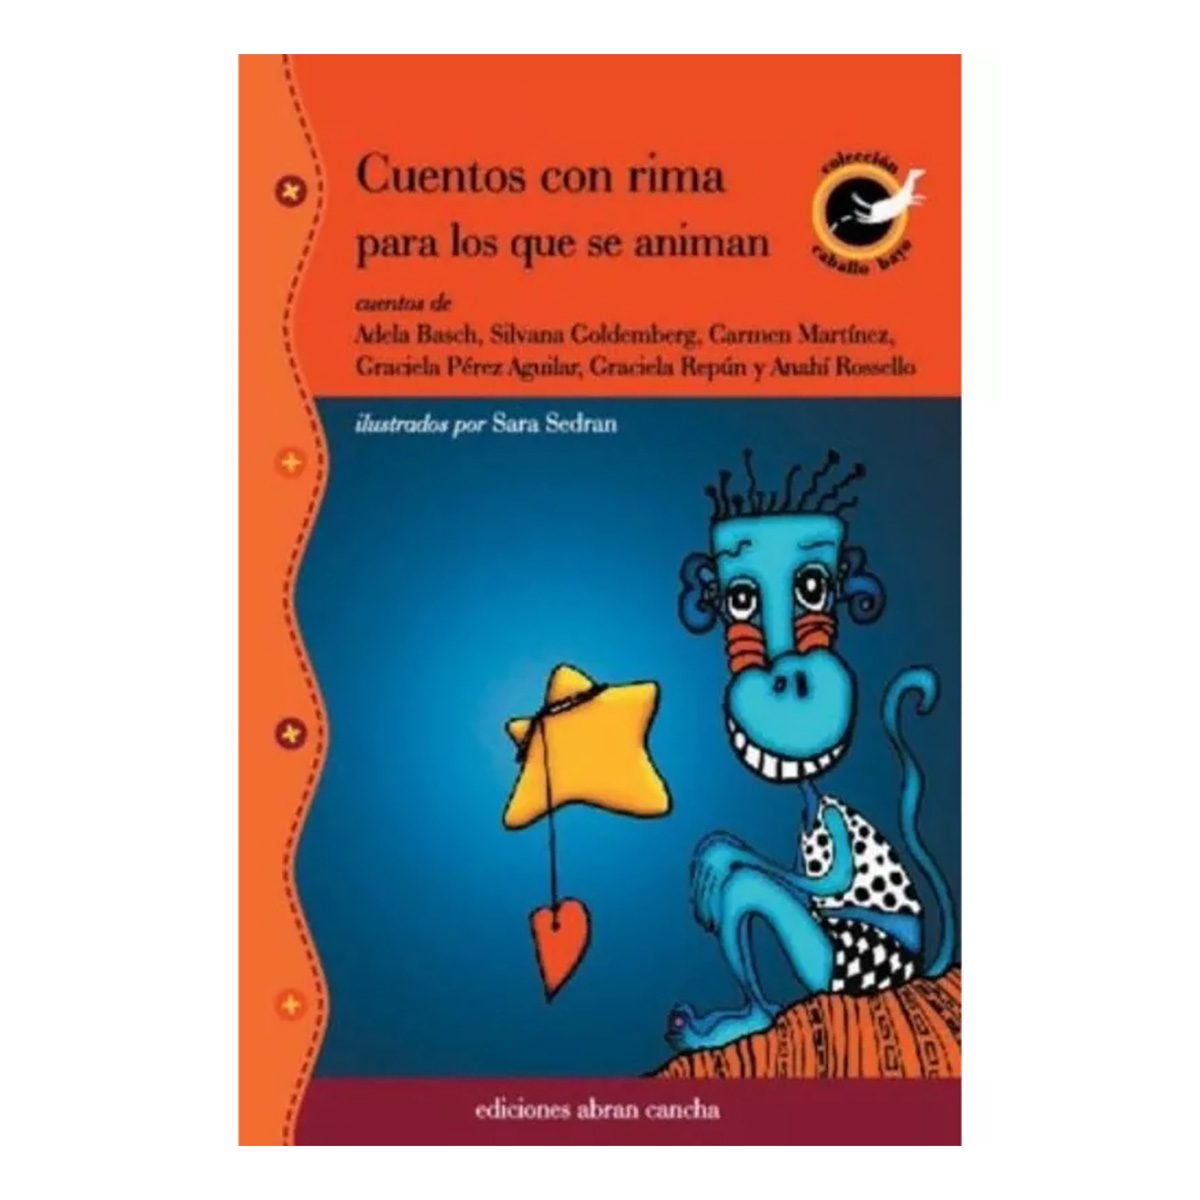 Cuentos con rima
para los que se animan
colección
caballo bayo
cuentos de
Adela Basch, Silvana Goldemberg, Carmen Martínez,
Graciela Pérez Aguilar, Graciela Repún y Anahí Rossello
ilustrados por Sara Sedran
ediciones abran cancha